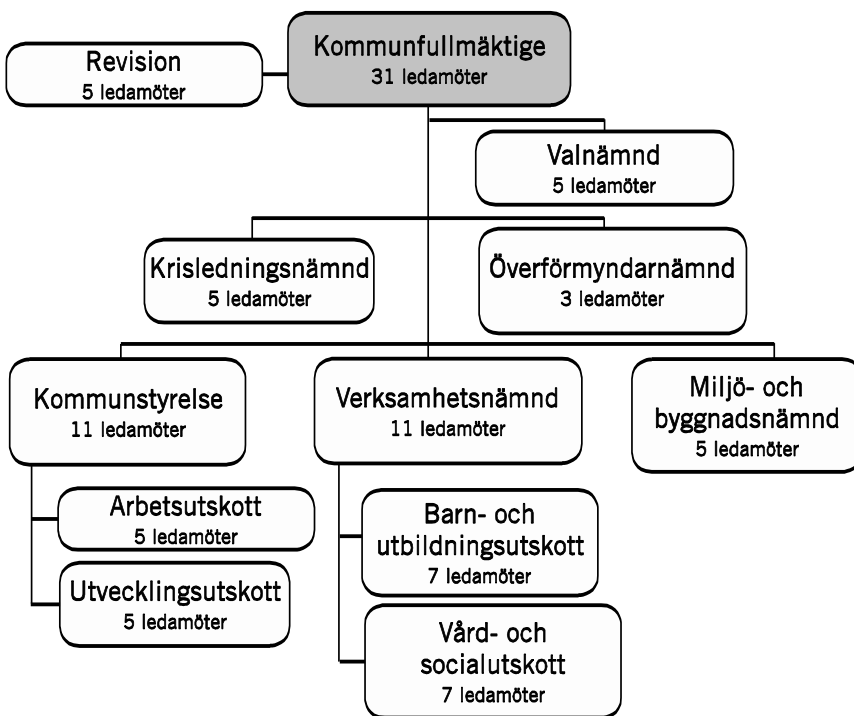 Kommunfullmäktige
31 ledamöter
Revision
5 ledamöter
Valnämnd
5 ledamöter
Krisledningsnämnd
5 ledamöter
Överförmyndarnämnd
3 ledamöter
Kommunstyrelse
11 ledamöter
Verksamhetsnämnd
11 ledamöter
Miljö- och
byggnadsnämnd
5 ledamöter
Arbetsutskott
5 ledamöter
Utvecklingsutskott
5 ledamöter
Barn- och
utbildningsutskott
7 ledamöter
Vård- och
socialutskott
7 ledamöter